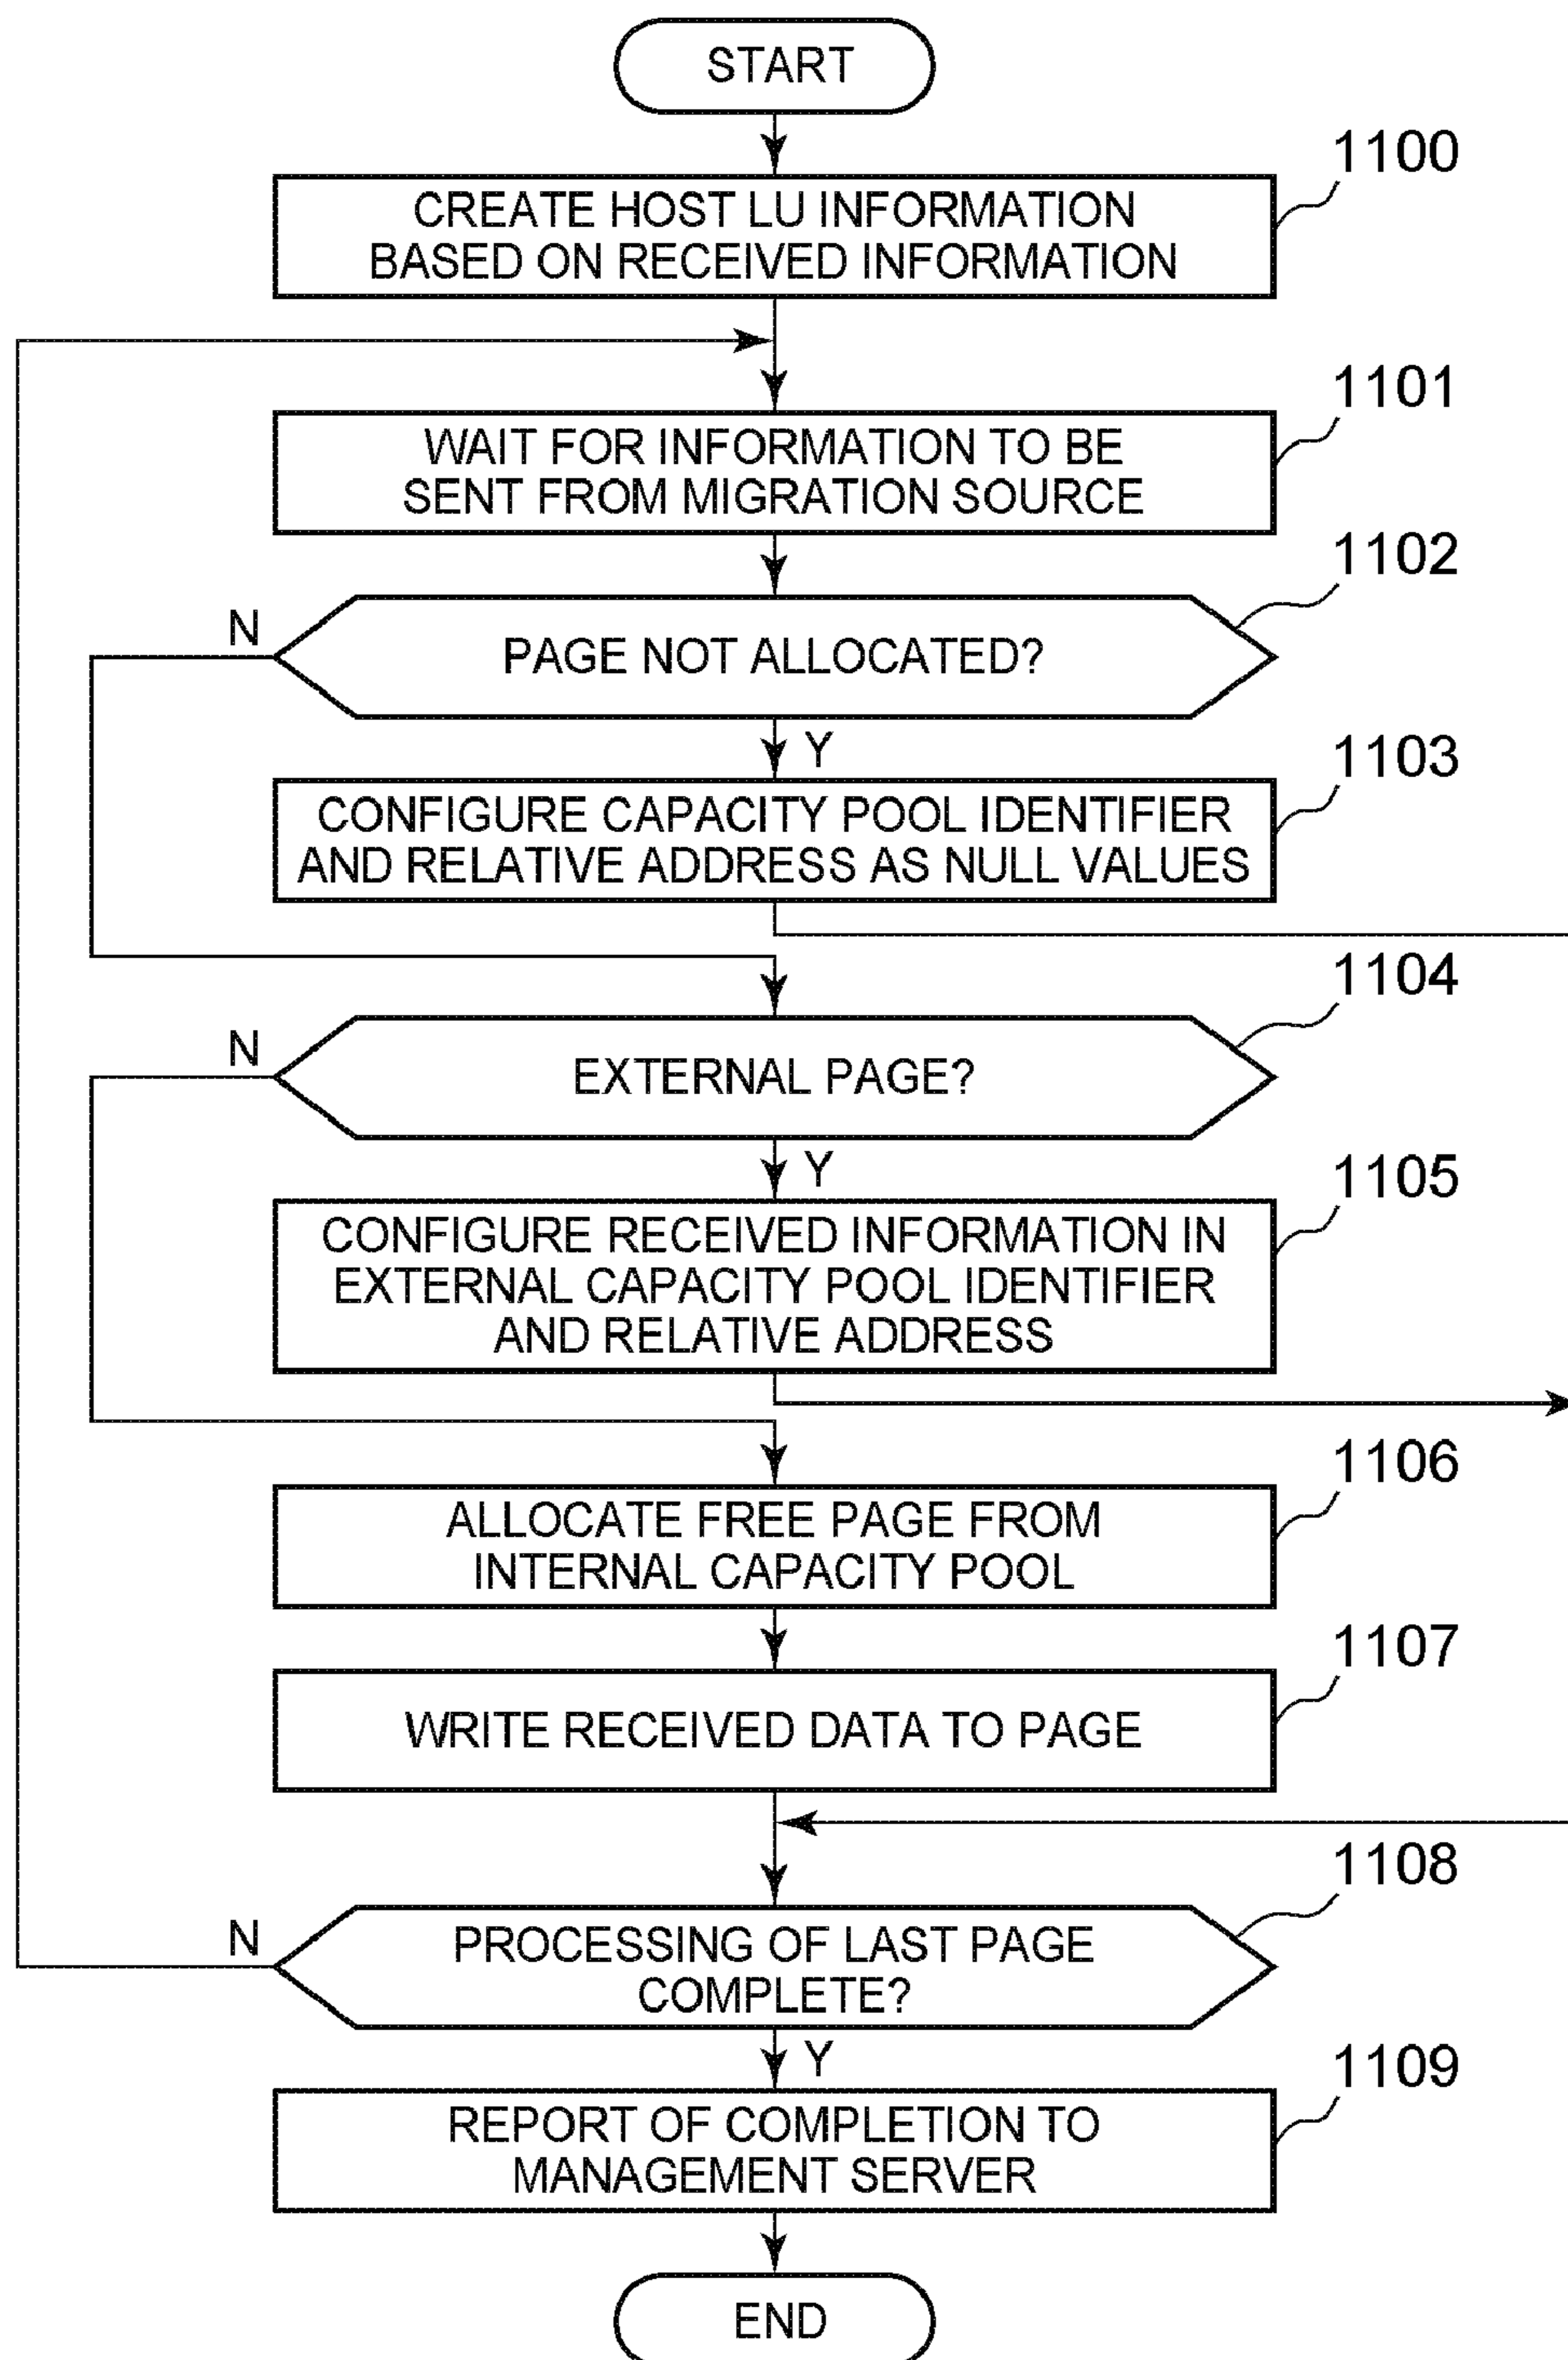 START
1100
CREATE HOST LU INFORMATION
BASED ON RECEIVED INFORMATION
1101
WAIT FOR INFORMATION TO BE
SENT FROM MIGRATION SOURCE
1102
N
PAGE NOT ALLOCATED?
Y
1103
CONFIGURE CAPACITY POOL IDENTIFIER
AND RELATIVE ADDRESS AS NULL VALUES
1104
N
EXTERNAL PAGE?
Y
1105
CONFIGURE RECEIVED INFORMATION IN
EXTERNAL CAPACITY POOL IDENTIFIER
AND RELATIVE ADDRESS
1106
ALLOCATE FREE PAGE FROM
INTERNAL CAPACITY POOL
1107
WRITE RECEIVED DATA TO PAGE
1108
N
PROCESSING OF LAST PAGE
COMPLETE?
Y
1109
REPORT OF COMPLETION TO
MANAGEMENT SERVER
END